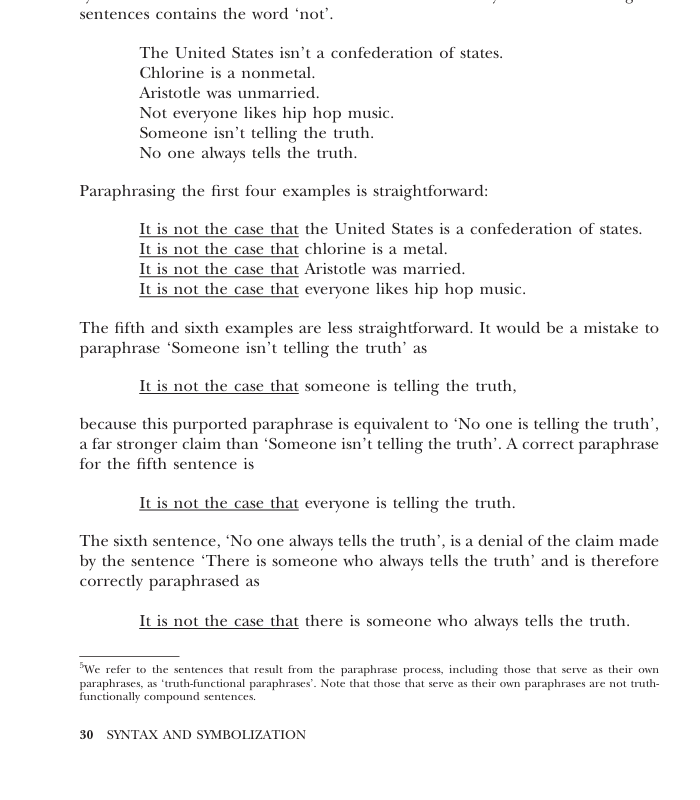 sentences contains the word ‘not’.
The United States isn’t a confederation of states.
Chlorine is a nonmetal.
Aristotle was unmarried.
Not everyone likes hip hop music.
Someone isn’t telling the truth.
No one always tells the truth.
Paraphrasing the first four examples is straightforward:
It is not the case that the United States is a confederation of states.
It is not the case that chlorine is a metal.
It is not the case that Aristotle was married.
It is not the case that everyone likes hip hop music.
The fifth and sixth examples are less straightforward. It would be a mistake to
paraphrase ‘Someone isn’t telling the truth’ as
It is not the case that someone is telling the truth,
because this purported paraphrase is equivalent to ‘No one is telling the truth’,
a far stronger claim than ‘Someone isn’t telling the truth’. A correct paraphrase
for the fifth sentence is
It is not the case that everyone is telling the truth.
The sixth sentence, ‘No one always tells the truth’, is a denial of the claim made
by the sentence ‘There is someone who always tells the truth’ and is therefore
correctly paraphrased as
It is not the case that there is someone who always tells the truth.
5We refer to the sentences that result from the paraphrase process, including those that serve as their own
paraphrases, as ‘truth-functional paraphrases’. Note that those that serve as their own paraphrases are not truth-
functionally compound sentences.
30 SYNTAX AND SYMBOLIZATION